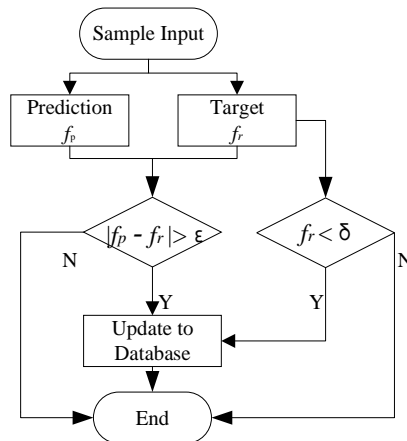 Sample Input
Prediction
fp
Target
fr
|fp - fr| > ε
fr < δ
N
N
Y
Y
Update to
Database
End